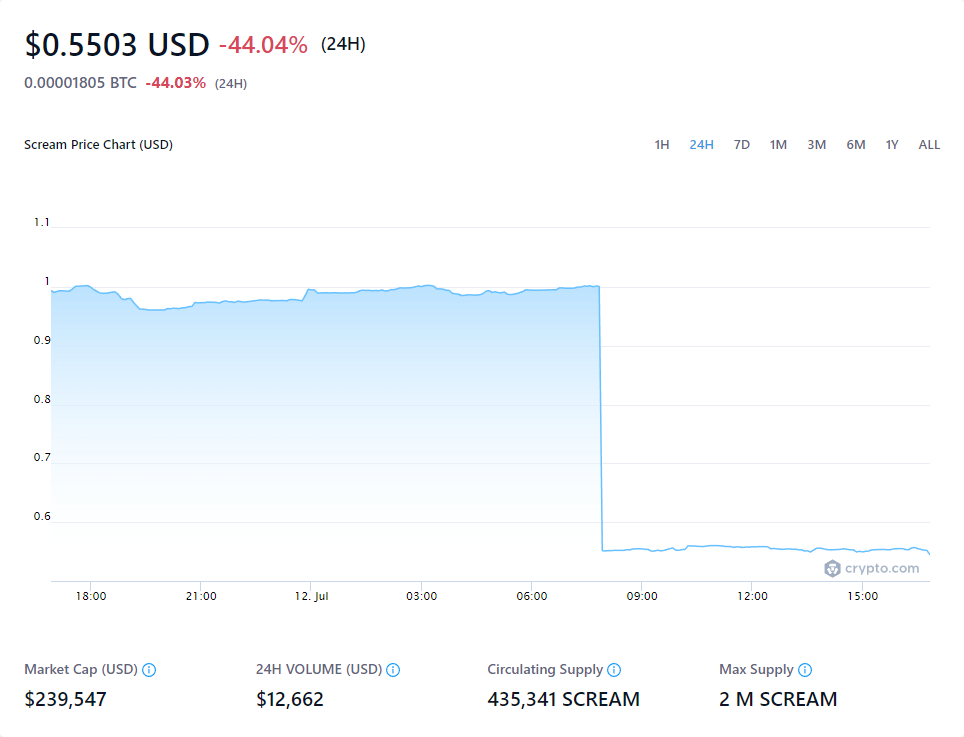 $0.5503 USD -44.04% (24H)
0.00001805 BTC -44.03% (24H)
Scream Price Chart (USD) 1H 24H 7D 1M 3M 6M 1Y ALL
1.1
1
0.9
0.8
0.7
0.6
crypto.com
18:00 21:00 12. Jul 03:00 06:00 09:00 12:00 15:00
Market Cap (USD) 24H VOLUME (USD) Circulating Supply Max Supply
$239,547 $12,662 435,341 SCREAM 2 M SCREAM